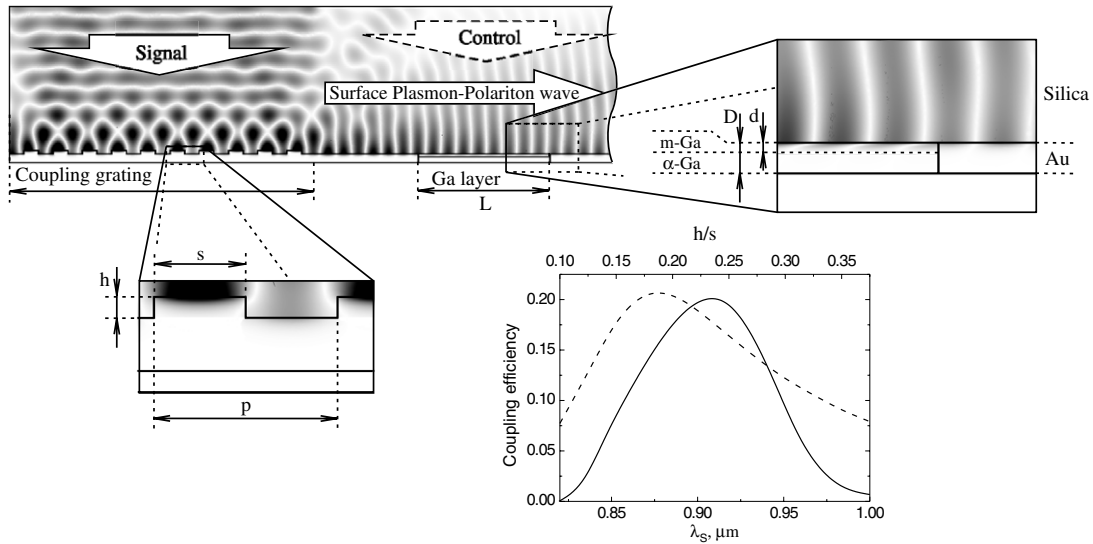 Signal
Control
Surface Plasmon-Polariton wave
Silica
D d
m-Ga
α-Ga
Au
Coupling grating
Ga layer
L
s
h
p
h/s
0.10 0.15 0.20 0.25 0.30 0.35
0.20
0.15
0.10
0.05
0.00
Coupling efficiency
0.85 0.90 0.95 1.00
λS, μm